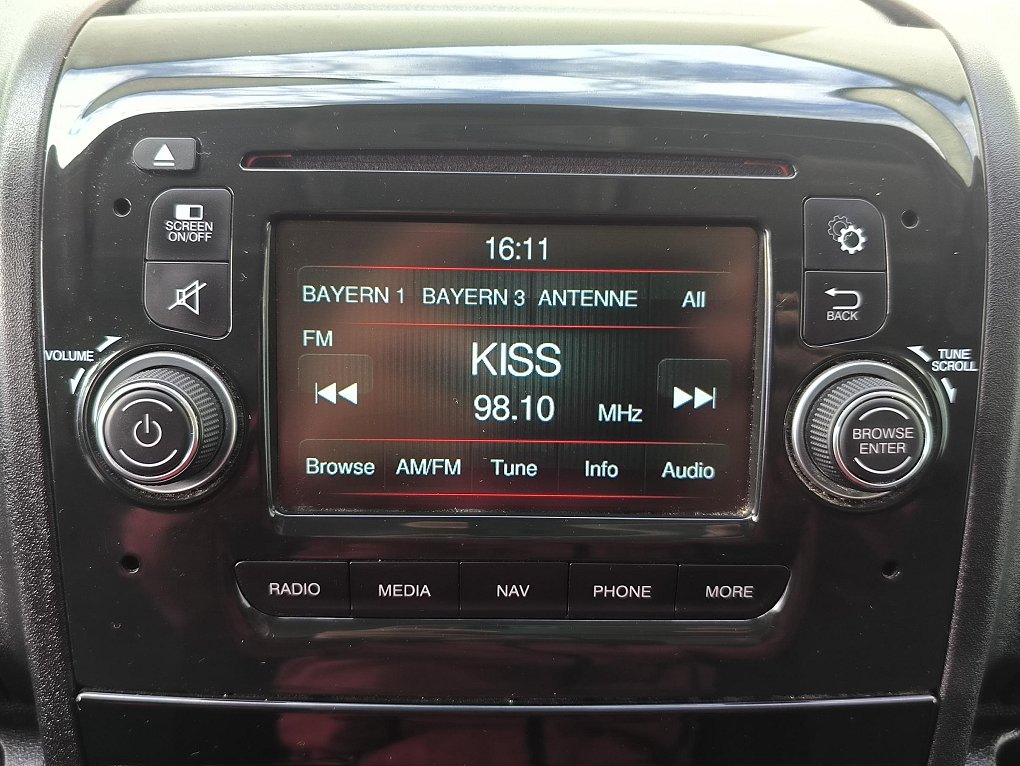 SCREEN
ON/OFF
16:11
BAYERN 1 BAYERN 3 ANTENNE All
FM
KISS
98.10 MHz
Browse AM/FM Tune Info Audio
BACK
VOLUME
TUNE
SCROLL
BROWSE
ENTER
RADIO MEDIA NAV PHONE MORE